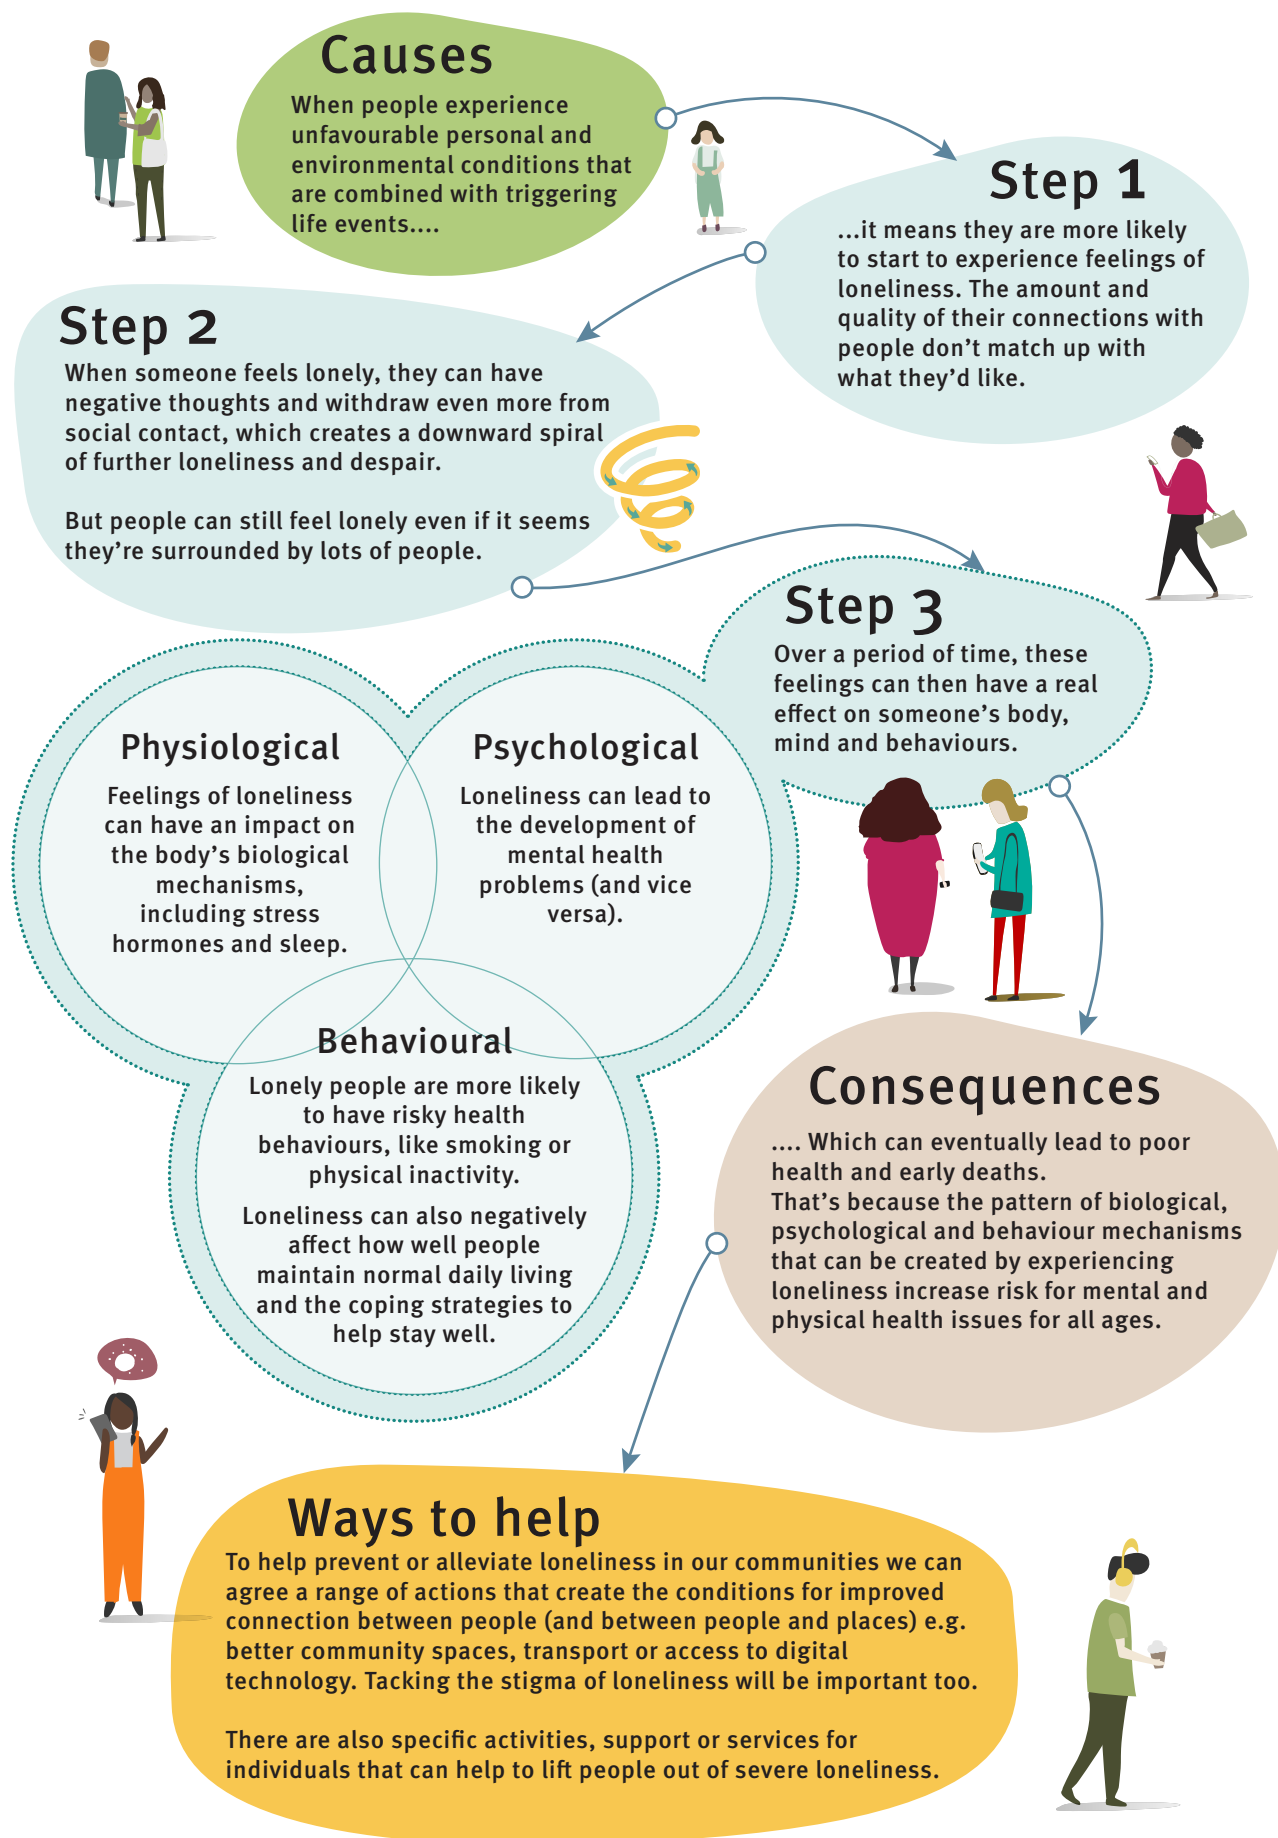 Causes
When people experience
unfavourable personal and
environmental conditions that
are combined with triggering
life events....
Step 1
...it means they are more likely
to start to experience feelings of
loneliness. The amount and
quality of their connections with
people don’t match up with
what they’d like.
Step 2
When someone feels lonely, they can have
negative thoughts and withdraw even more from
social contact, which creates a downward spiral
of further loneliness and despair.
But people can still feel lonely even if it seems
they’re surrounded by lots of people.
Step 3
Over a period of time, these
feelings can then have a real
effect on someone’s body,
mind and behaviours.
Physiological
Feelings of loneliness
can have an impact on
the body’s biological
mechanisms,
including stress
hormones and sleep.
Psychological
Loneliness can lead to
the development of
mental health
problems (and vice
versa).
Behavioural
Lonely people are more likely
to have risky health
behaviours, like smoking or
physical inactivity.
Loneliness can also negatively
affect how well people
maintain normal daily living
and the coping strategies to
help stay well.
Consequences
.... Which can eventually lead to poor
health and early deaths.
That’s because the pattern of biological,
psychological and behaviour mechanisms
that can be created by experiencing
loneliness increase risk for mental and
physical health issues for all ages.
Ways to help
To help prevent or alleviate loneliness in our communities we can
agree a range of actions that create the conditions for improved
connection between people (and between people and places) e.g.
better community spaces, transport or access to digital
technology. Tacking the stigma of loneliness will be important too.
There are also specific activities, support or services for
individuals that can help to lift people out of severe loneliness.